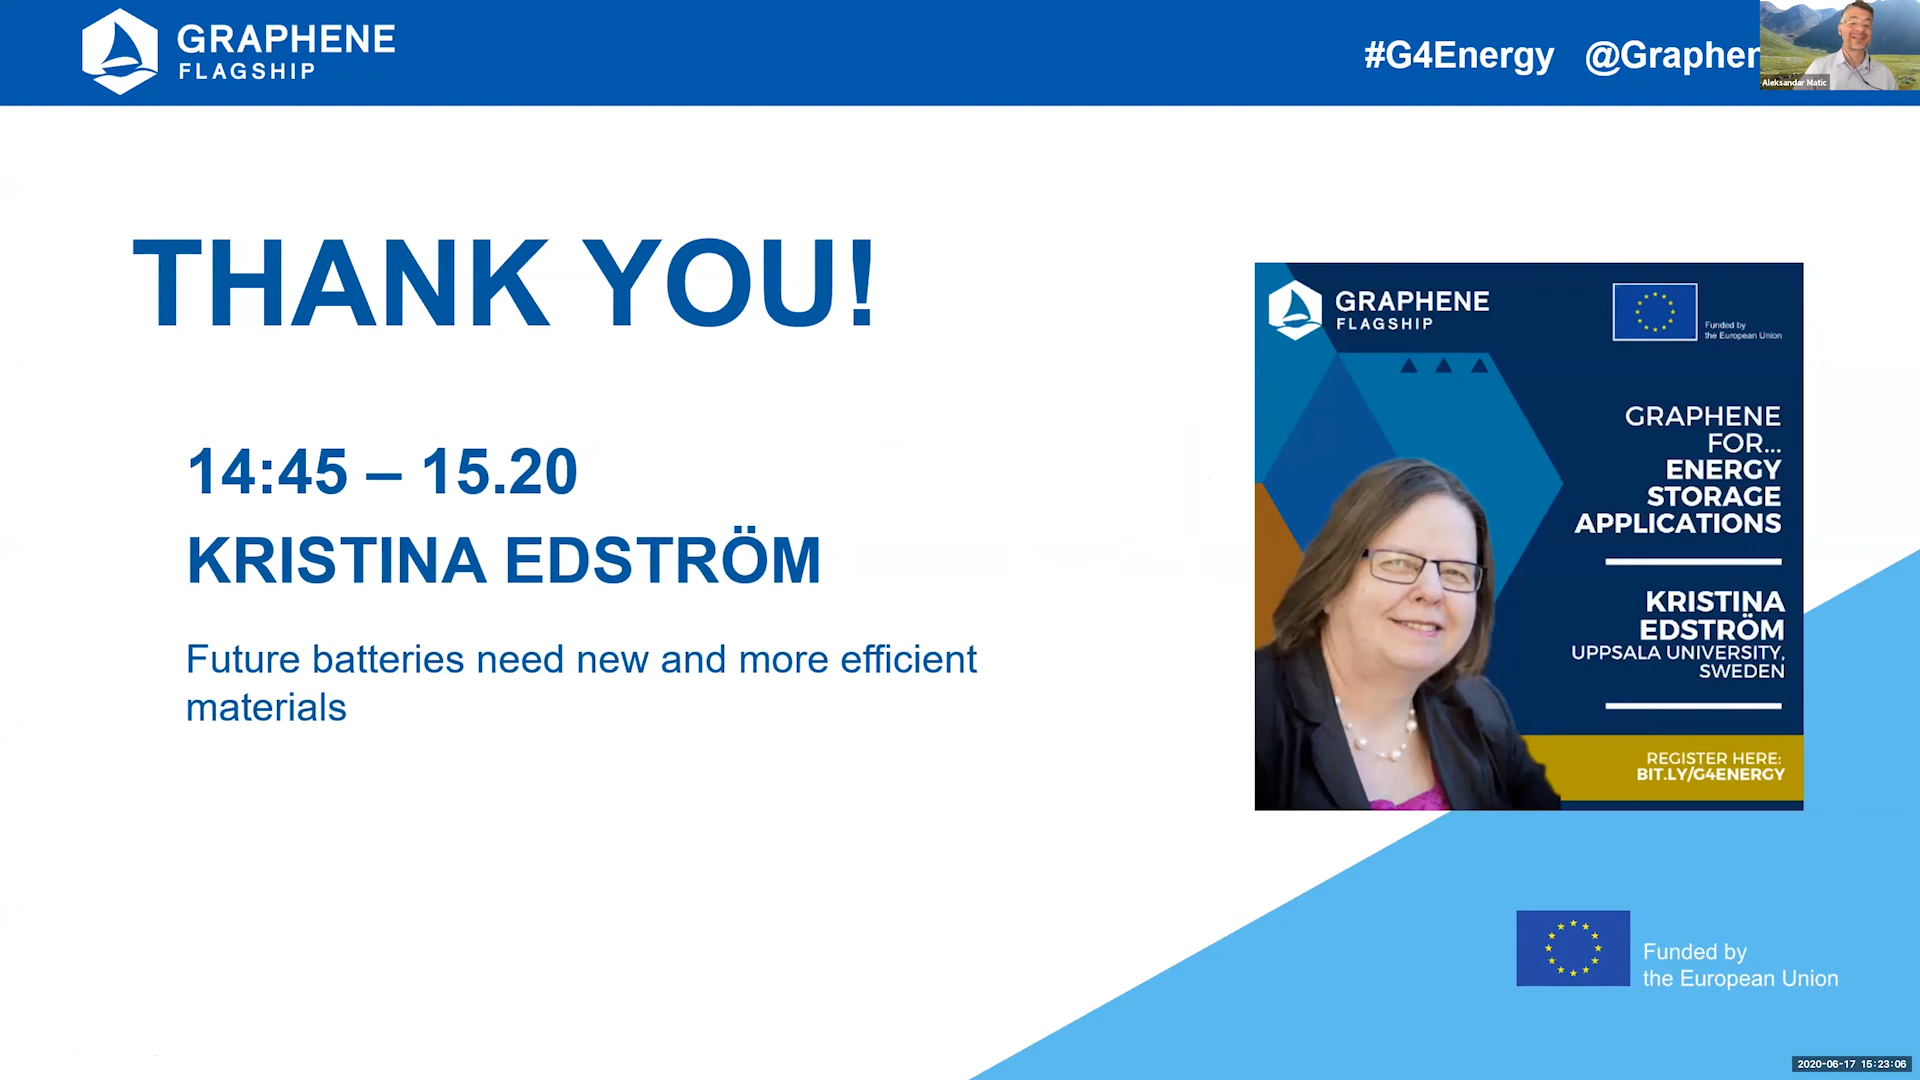 GRAPHENE
FLAGSHIP
#G4Energy @Graphen
Aleksandar Matic
THANK YOU!
14:45 – 15.20
KRISTINA EDSTRÖM
Future batteries need new and more efficient
materials
GRAPHENE
FLAGSHIP
Funded by
the European Union
GRAPHENE
FOR...
ENERGY
STORAGE
APPLICATIONS
KRISTINA
EDSTRÖM
UPPSALA UNIVERSITY,
SWEDEN
REGISTER HERE:
BIT.LY/G4ENERGY
Funded by
the European Union
2020-06-17 15:23:06